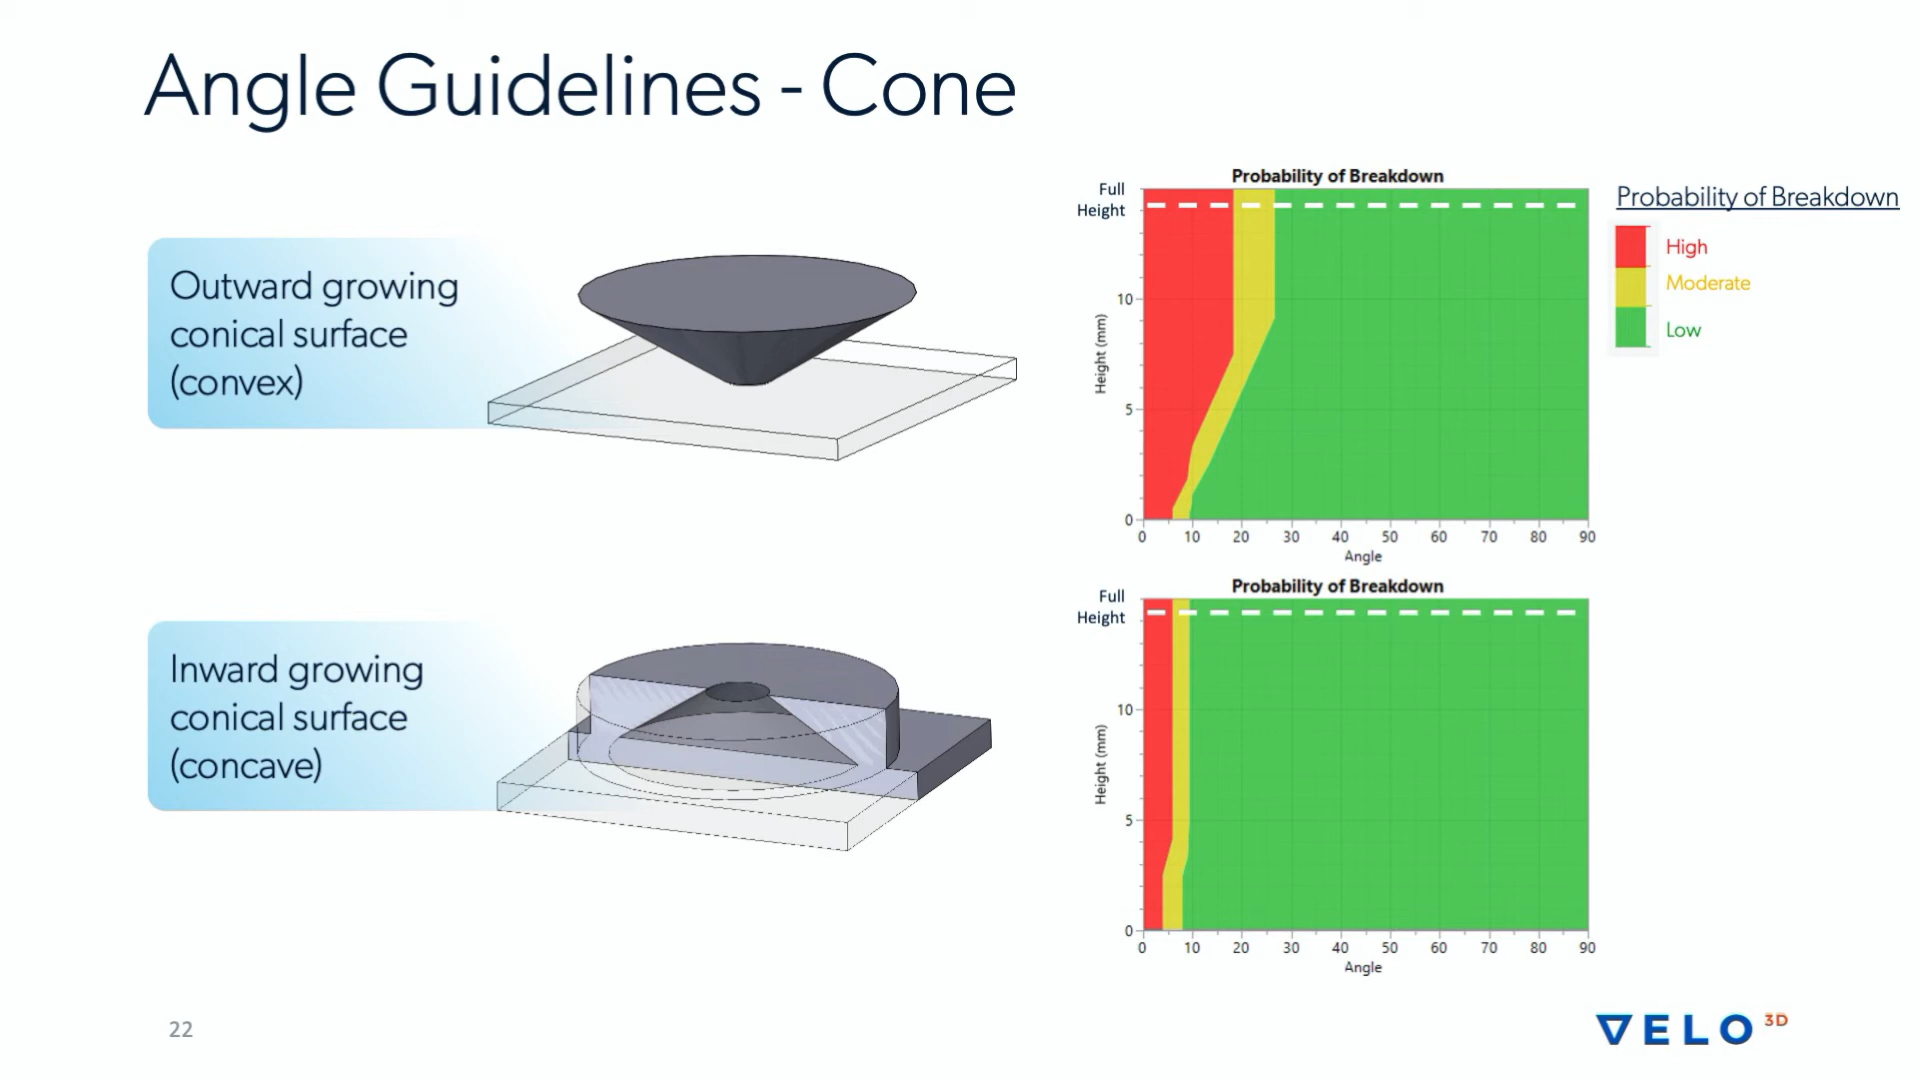 Angle Guidelines - Cone
Outward growing
conical surface
(convex)
Probability of Breakdown
Full
Height
10
5
0
Height (mm)
0 10 20 30 40 50 60 70 80 90
Angle
Probability of Breakdown
High
Moderate
Low
Inward growing
conical surface
(concave)
Probability of Breakdown
Full
Height
10
5
0
Height (mm)
0 10 20 30 40 50 60 70 80 90
Angle
22
VELO 3D